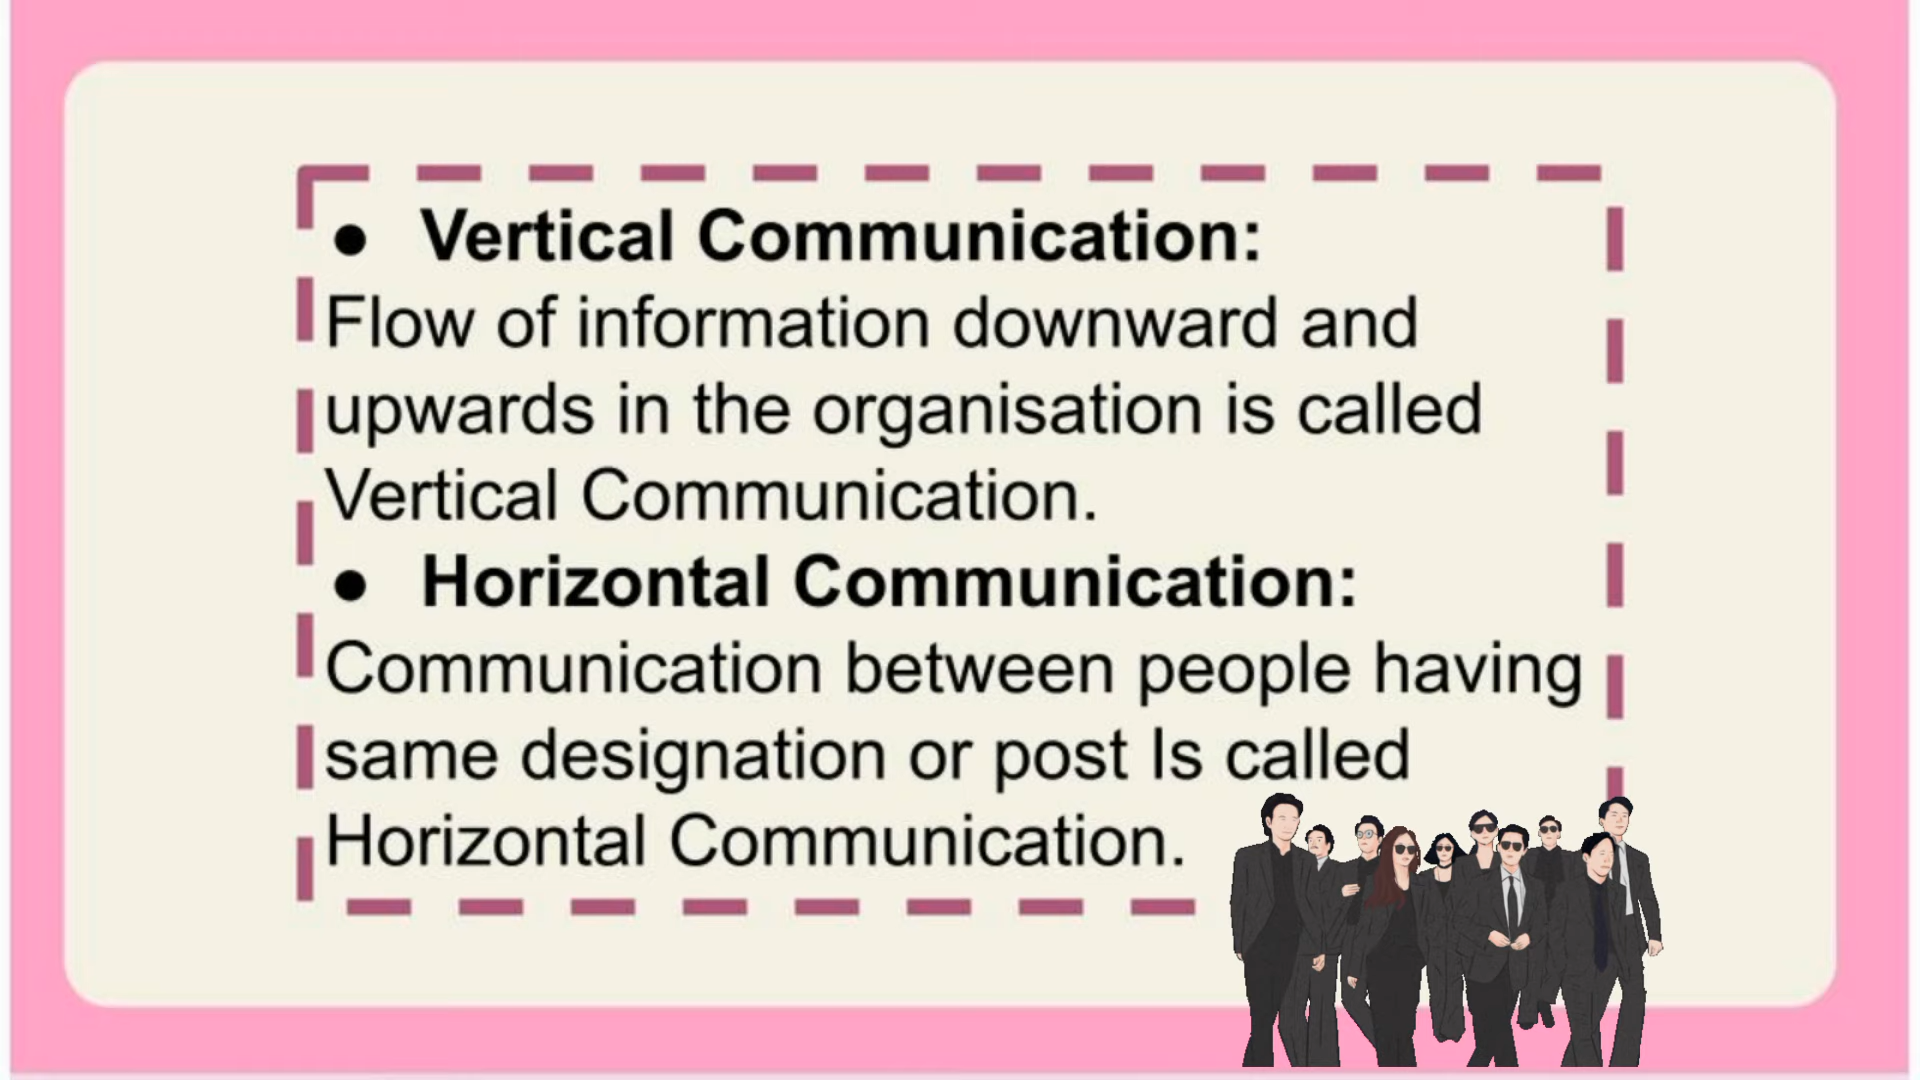 ● Vertical Communication:
Flow of information downward and
upwards in the organisation is called
Vertical Communication.
● Horizontal Communication:
Communication between people having
same designation or post Is called
Horizontal Communication.